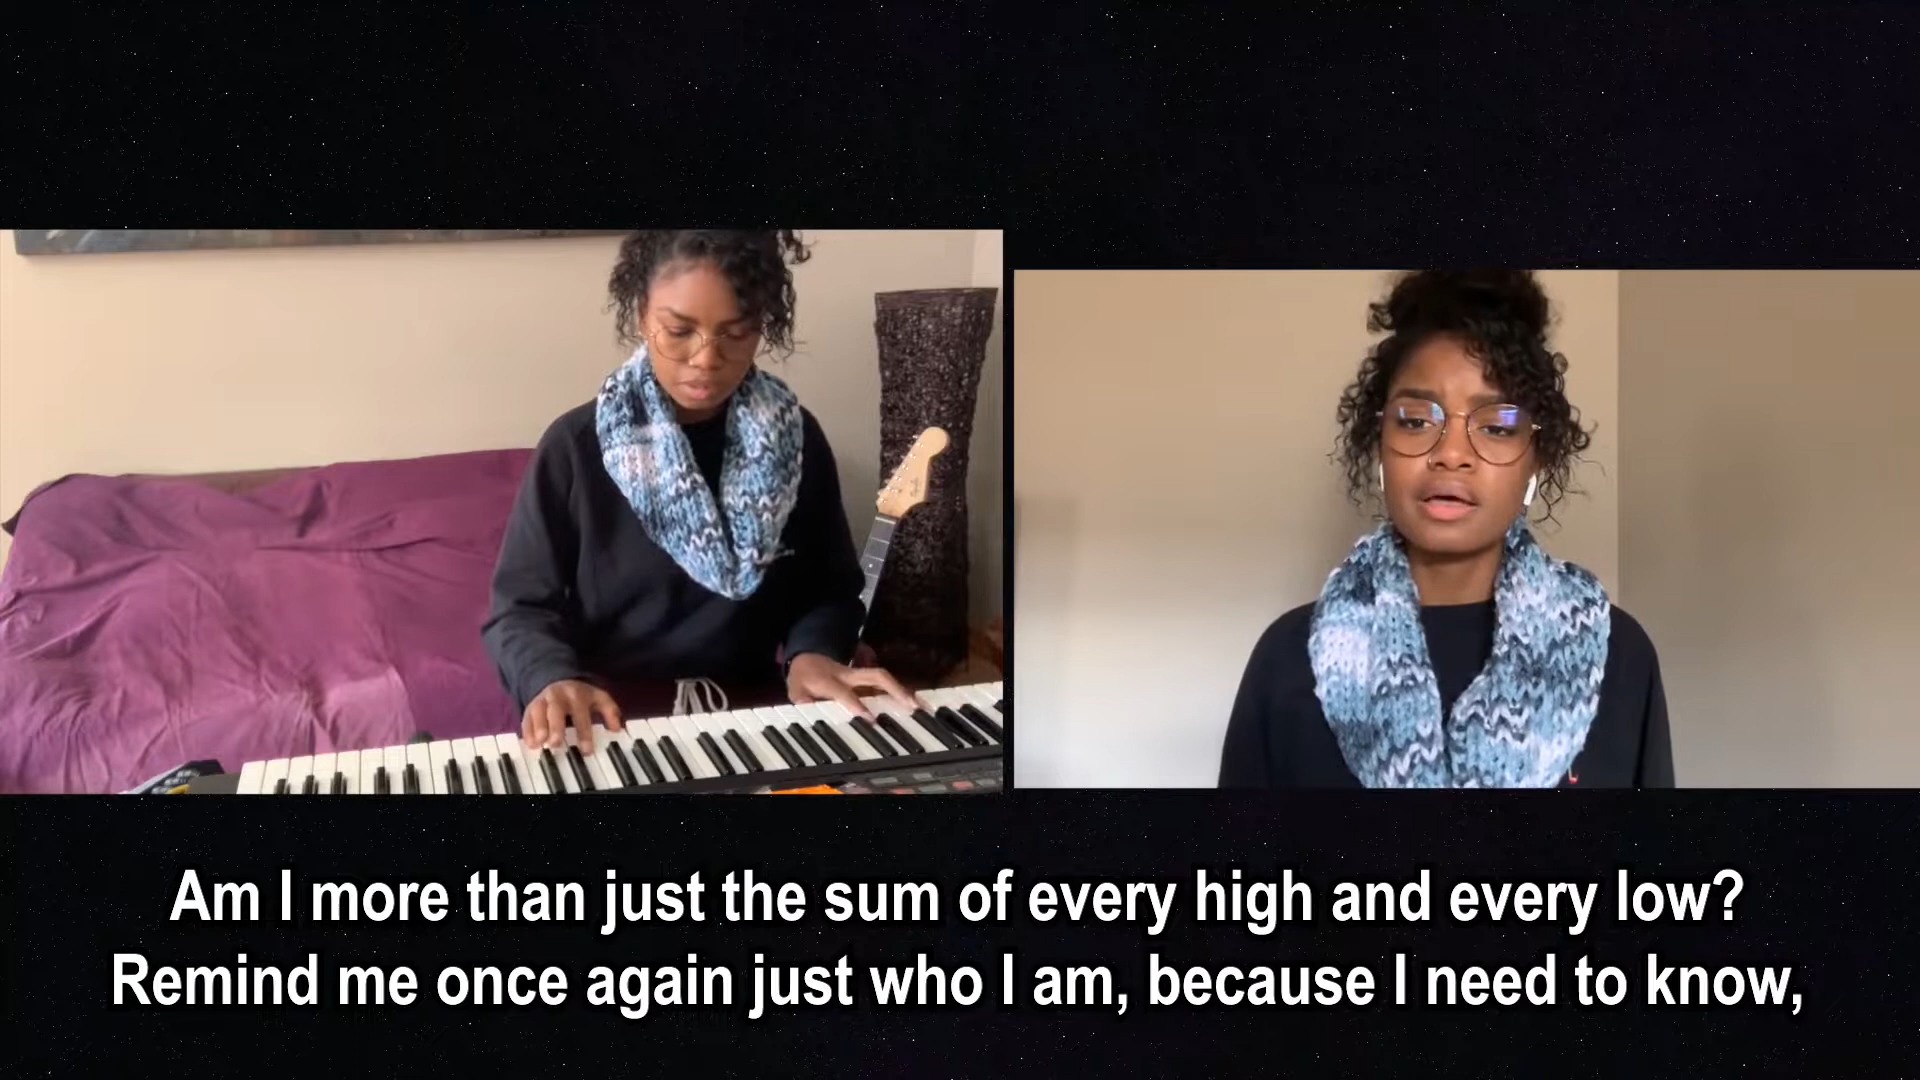 Am I more than just the sum of every high and every low?
Remind me once again just who I am, because I need to know,